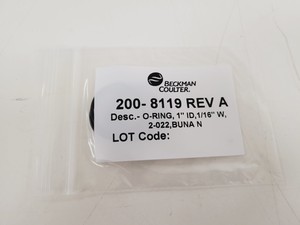 BECKMAN
COULTER.
200- 8119 REV A
Desc.- O-RING, 1" ID,1/16" W,
2-022,BUNA N
LOT Code: